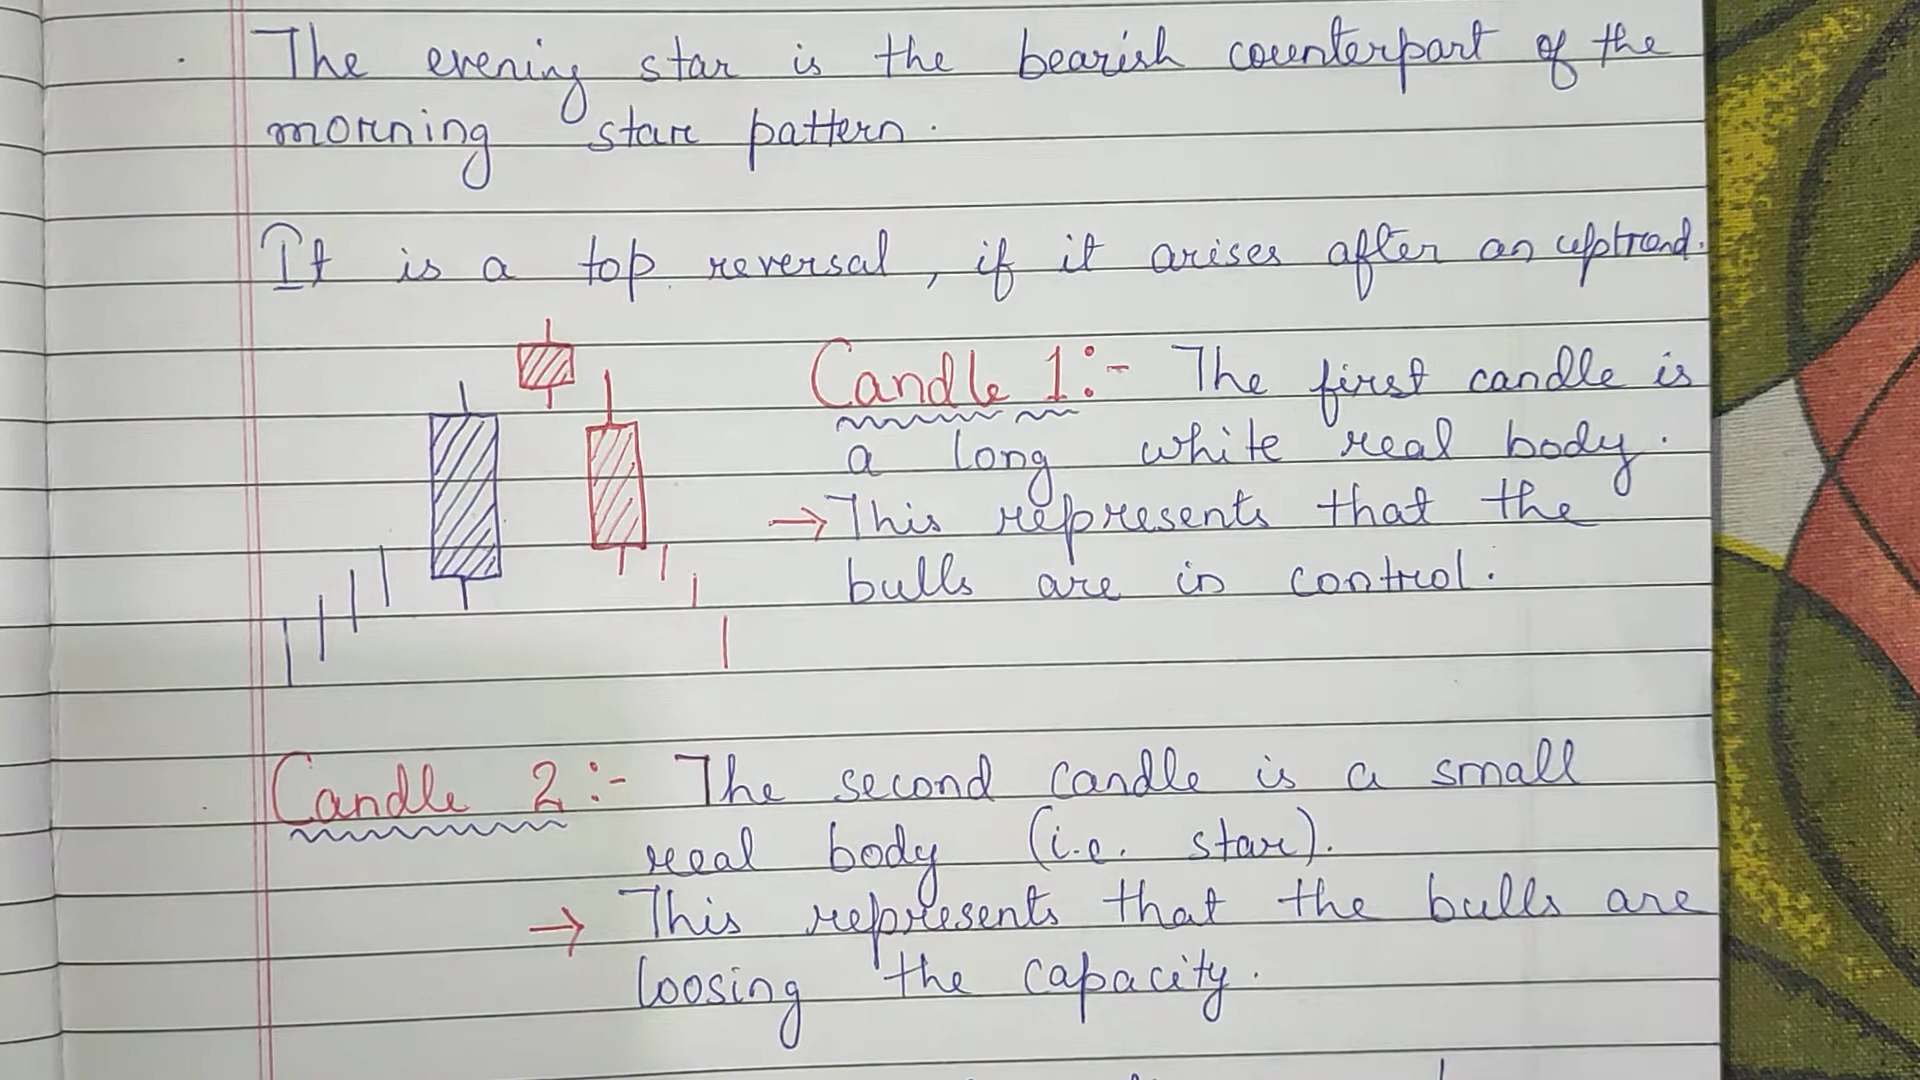 The evening star is the bearish counterpart of the
morning star pattern.
It is a top reversal, if it arises after an uptrend.
Candle 1:- The first candle is
a long white real body.
→ This represents that the
bulls are in control.
Candle 2:- The second candle is a small
real body (i.e. star).
→ This represents that the bulls are
loosing the capacity.